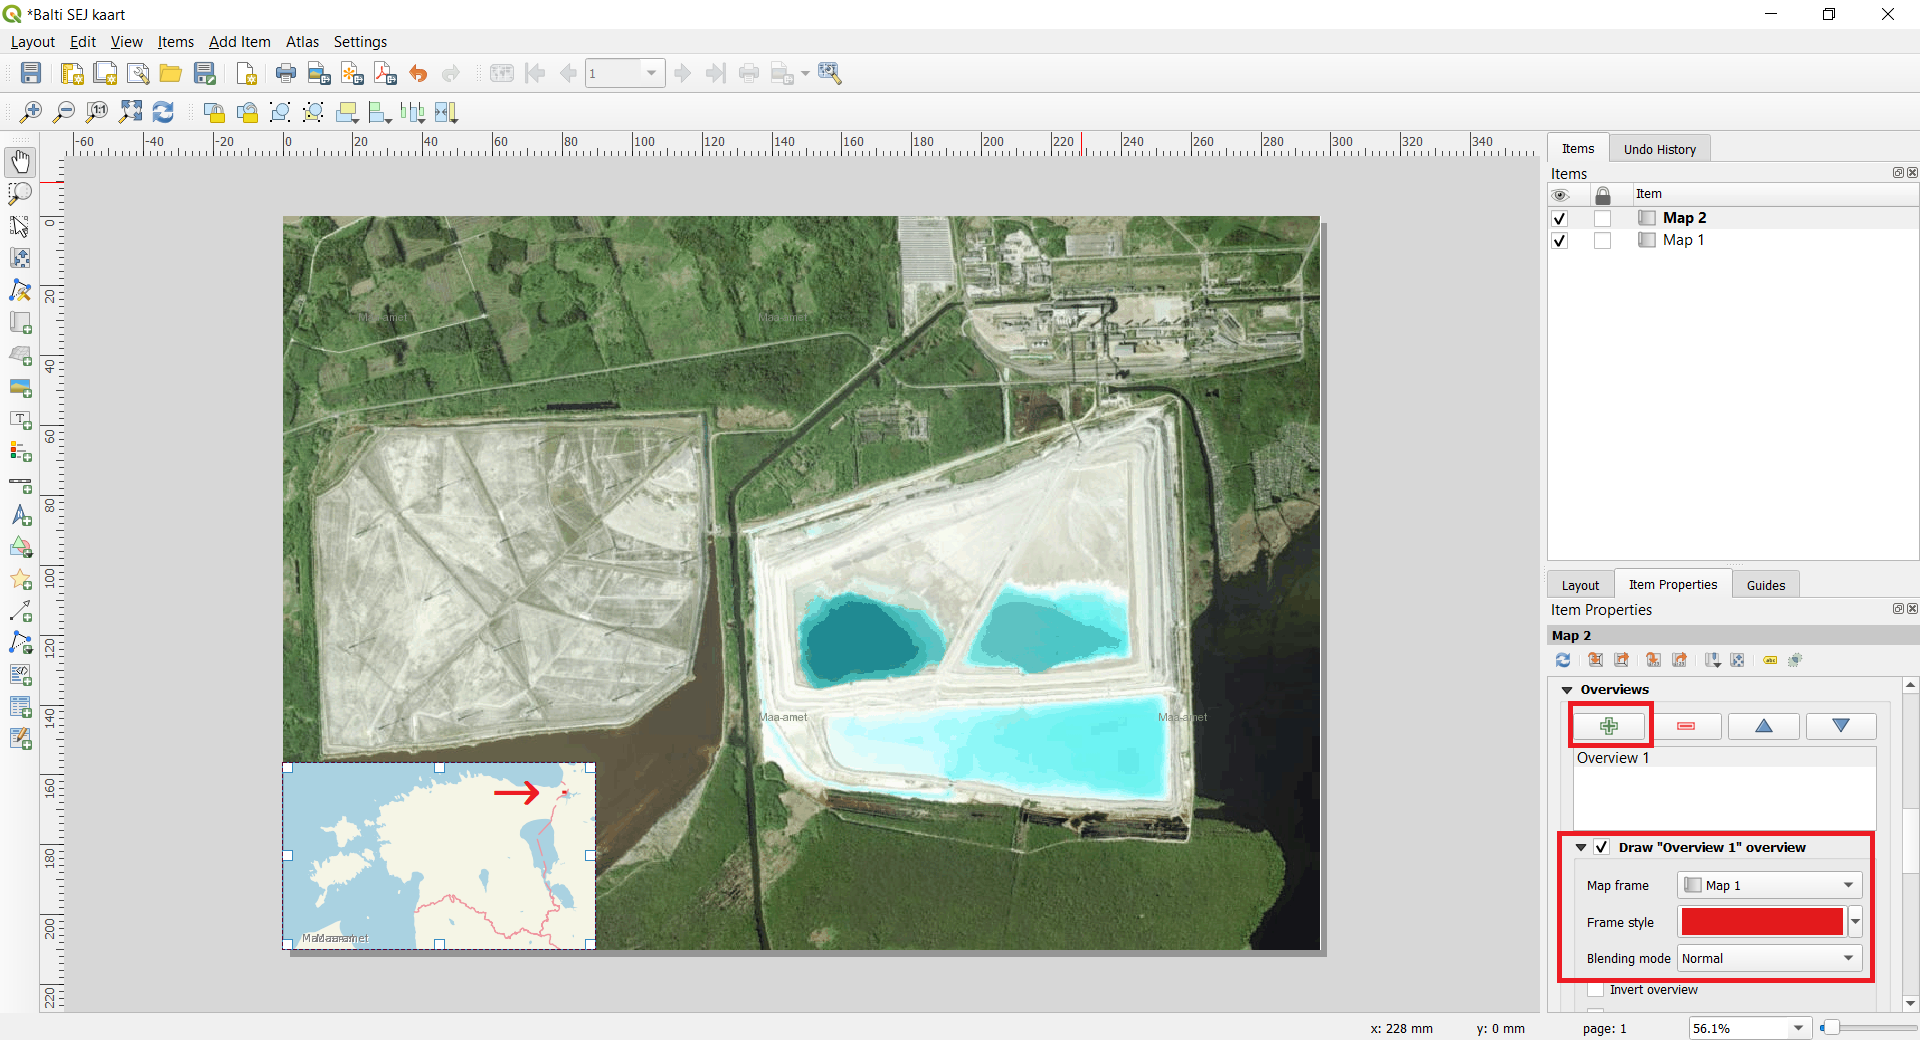 *Balti SEJ kaart
Layout Edit View Items Add Item Atlas Settings
1
-60 -40 -20 0 20 40 60 80 100 120 140 160 180 200 220 240 260 280 300 320 340
0
20
40
60
80
100
120
140
160
180
200
220
Maa-amet Maa-amet
Maa-amet Maa-amet
Maa-amet
Items Undo History
Items
Item
Map 2
Map 1
Layout Item Properties Guides
Item Properties
Map 2
Overviews
Overview 1
Draw "Overview 1" overview
Map frame Map 1
Frame style
Blending mode Normal
Invert overview
x: 228 mm y: 0 mm page: 1 56.1%